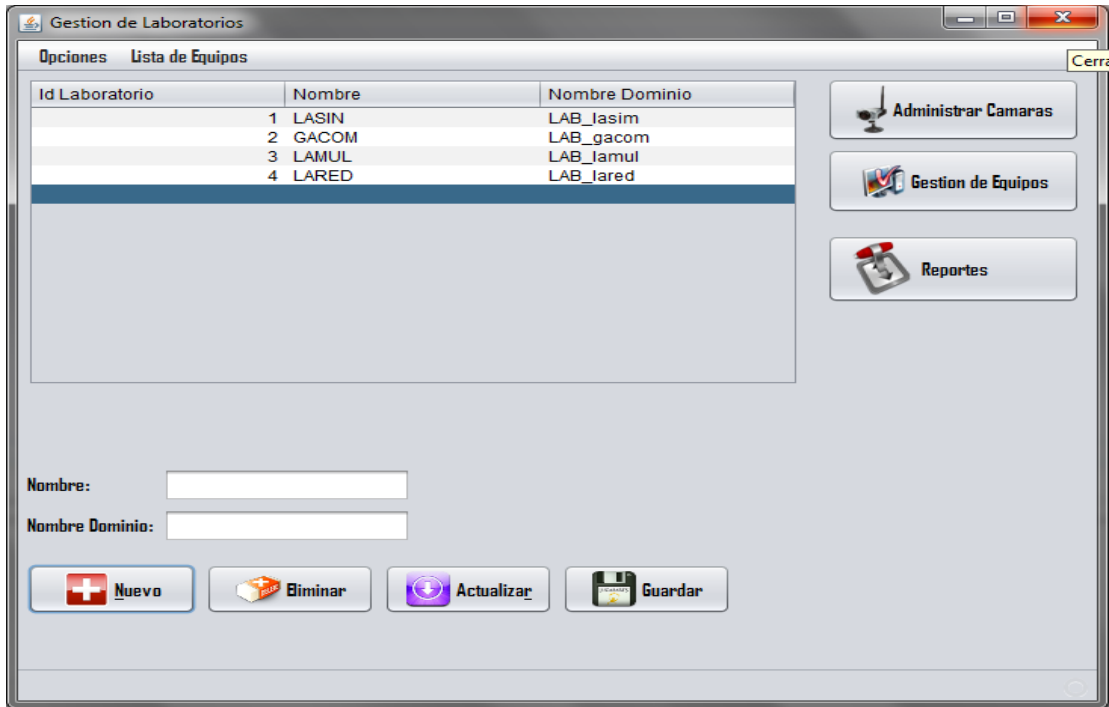 Gestion de Laboratorios
Cerra
Opciones Lista de Equipos
Id Laboratorio Nombre Nombre Dominio
1 LASIN LAB_lasim
2 GACOM LAB_gacom
3 LAMUL LAB_lamul
4 LARED LAB_lared
Administrar Camaras
Gestion de Equipos
Reportes
Nombre:
Nombre Dominio:
Nuevo Eliminar Actualizar Guardar